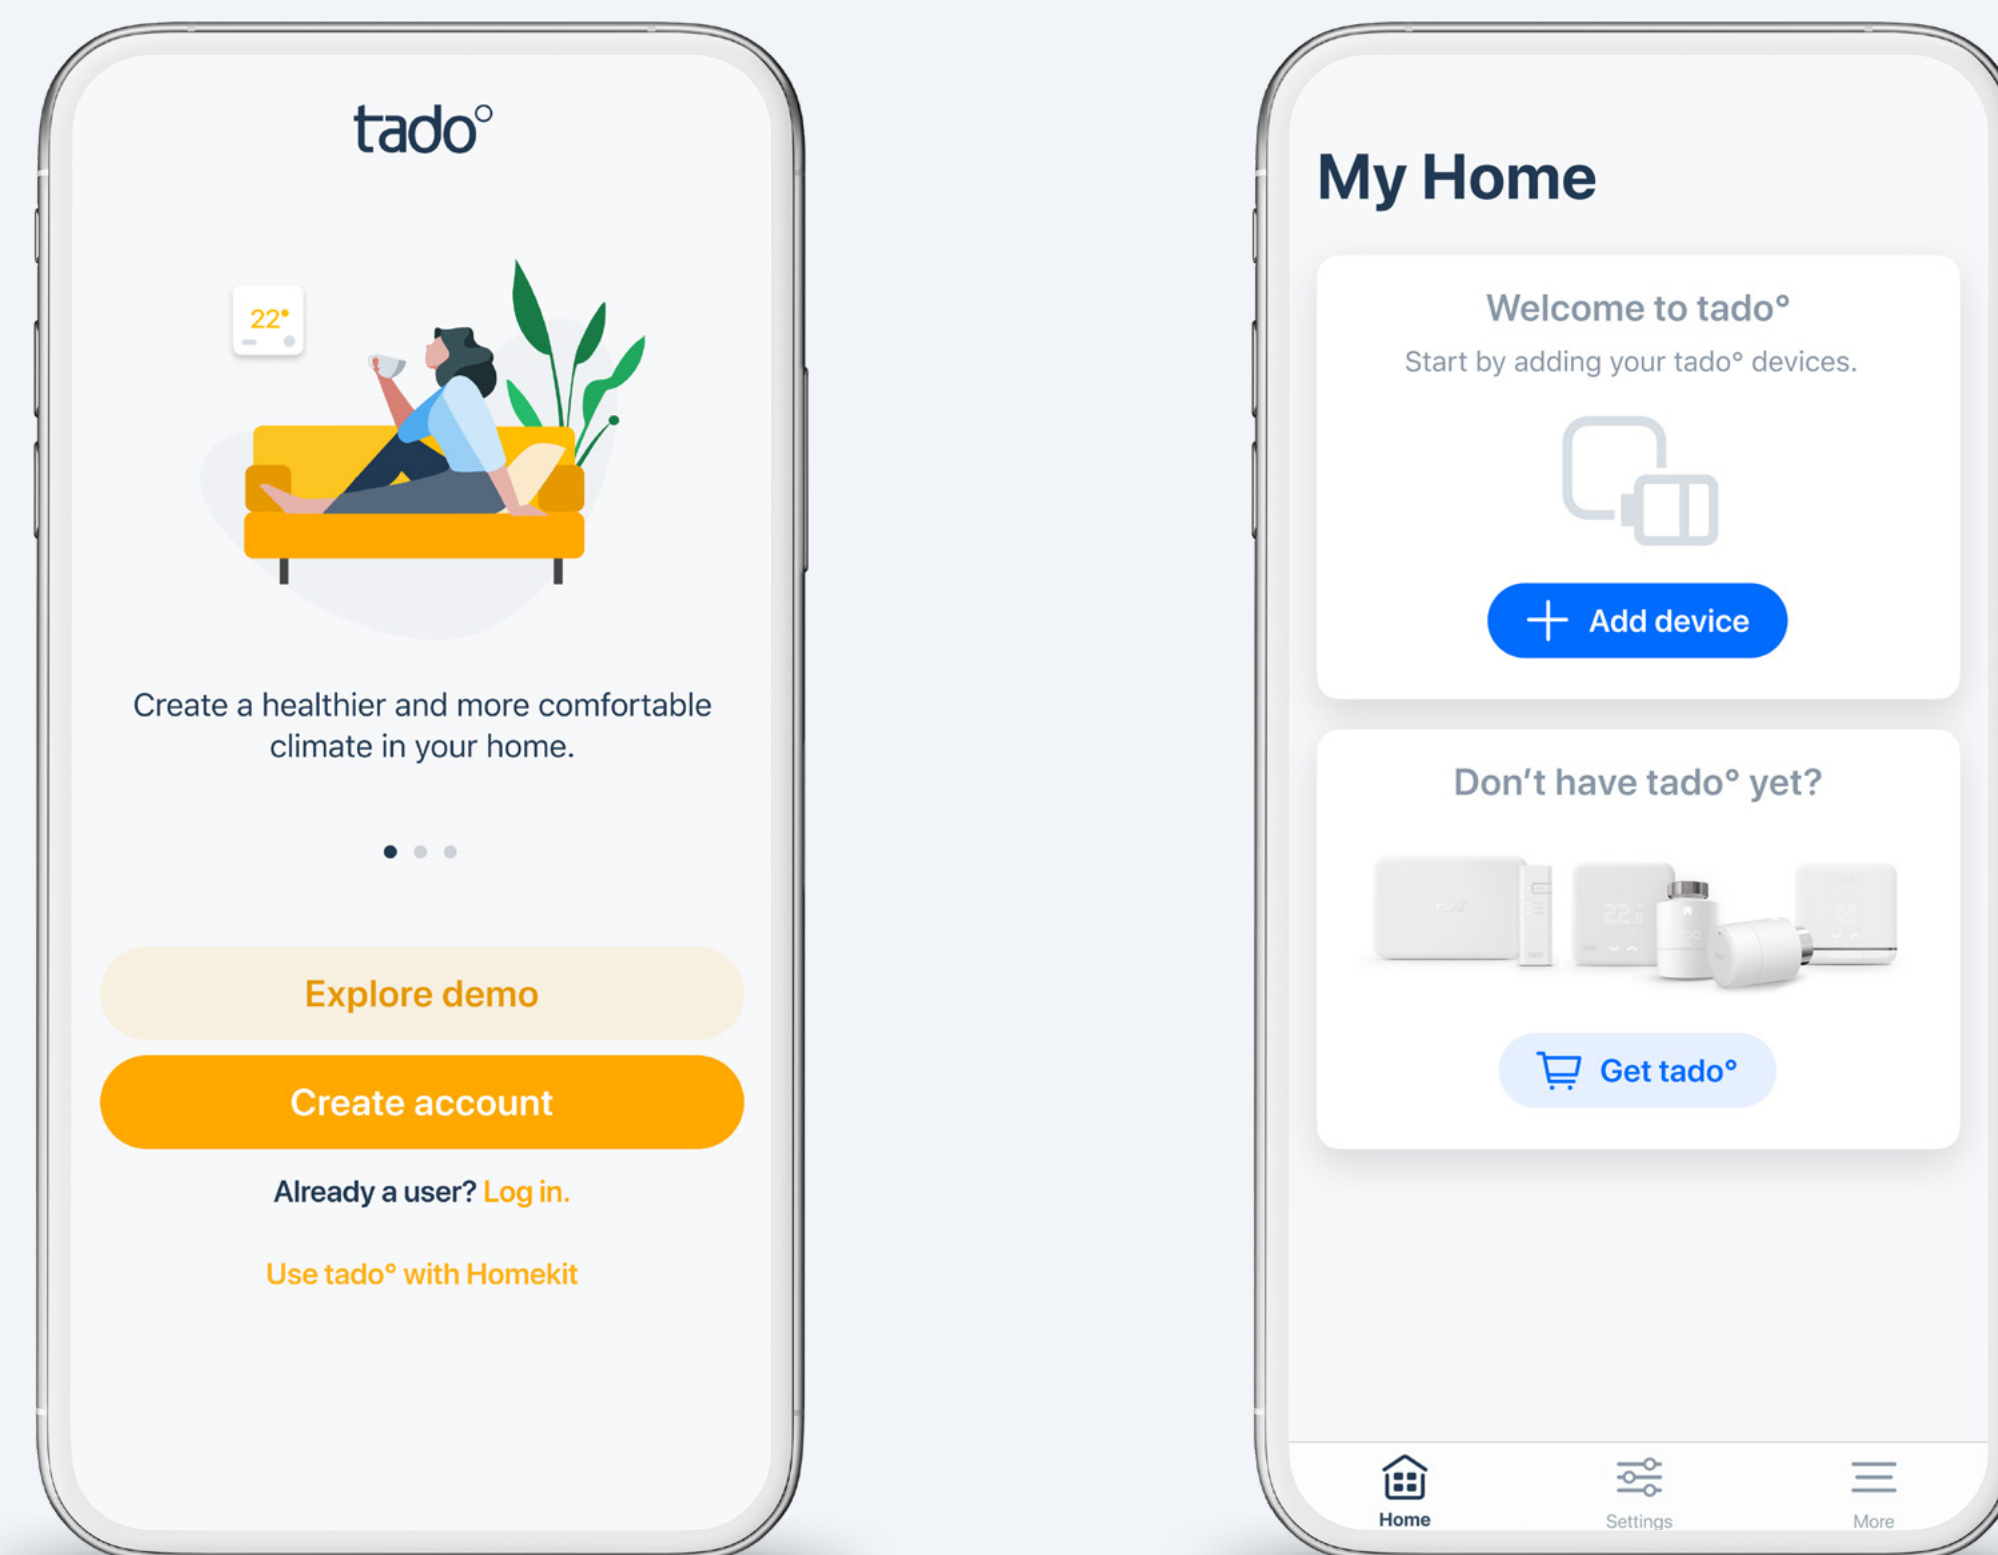 tado°
22°
Create a healthier and more comfortable
climate in your home.
Explore demo
Create account
Already a user? Log in.
Use tado° with Homekit
My Home
Welcome to tado°
Start by adding your tado° devices.
Add device
Don't have tado° yet?
Get tado°
Home
Settings
More